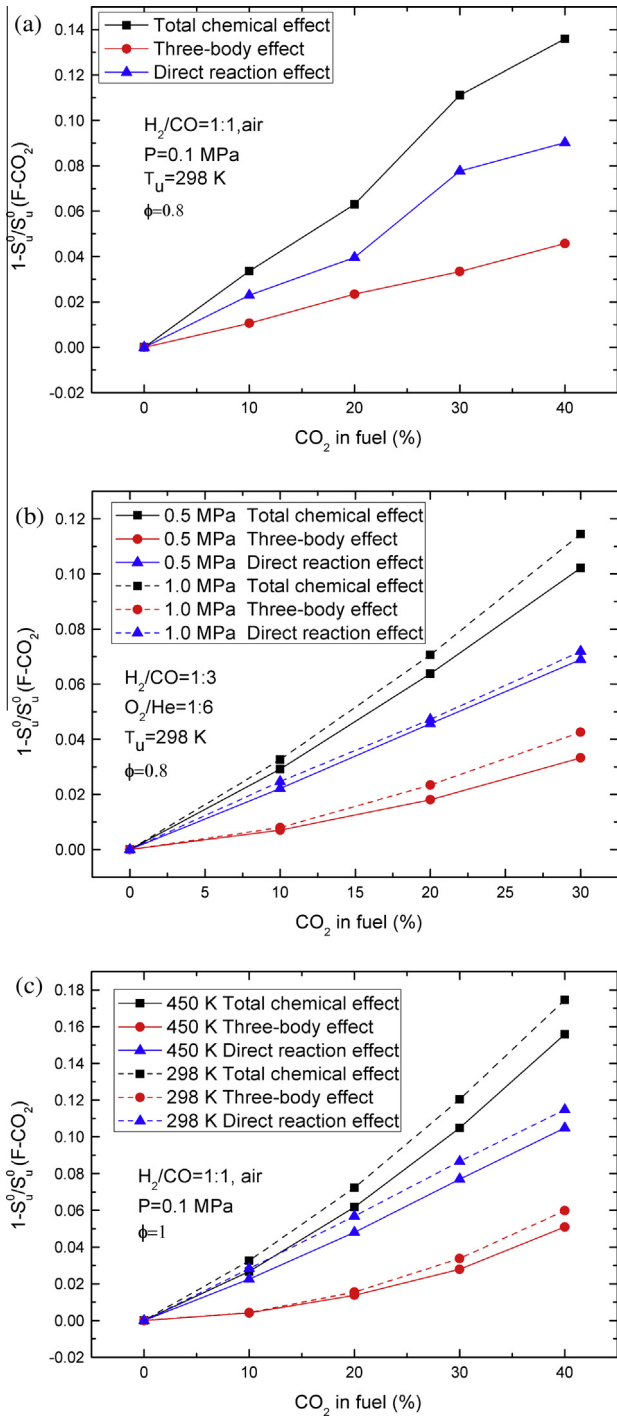 (a)
Total chemical effect
Three-body effect
Direct reaction effect
H₂/CO=1:1,air
P=0.1 MPa
Tᵤ=298 K
ϕ=0.8
1-S⁰ᵤ/S⁰ᵤ (F-CO₂)
0.14
0.12
0.10
0.08
0.06
0.04
0.02
0.00
-0.02
0 10 20 30 40
CO₂ in fuel (%)
(b)
0.5 MPa Total chemical effect
0.5 MPa Three-body effect
0.5 MPa Direct reaction effect
1.0 MPa Total chemical effect
1.0 MPa Three-body effect
1.0 MPa Direct reaction effect
H₂/CO=1:3
O₂/He=1:6
Tᵤ=298 K
ϕ=0.8
1-S⁰ᵤ/S⁰ᵤ (F-CO₂)
0.12
0.10
0.08
0.06
0.04
0.02
0.00
0 5 10 15 20 25 30
CO₂ in fuel (%)
(c)
450 K Total chemical effect
450 K Three-body effect
450 K Direct reaction effect
298 K Total chemical effect
298 K Three-body effect
298 K Direct reaction effect
H₂/CO=1:1, air
P=0.1 MPa
ϕ=1
1-S⁰ᵤ/S⁰ᵤ (F-CO₂)
0.18
0.16
0.14
0.12
0.10
0.08
0.06
0.04
0.02
0.00
-0.02
0 10 20 30 40
CO₂ in fuel (%)